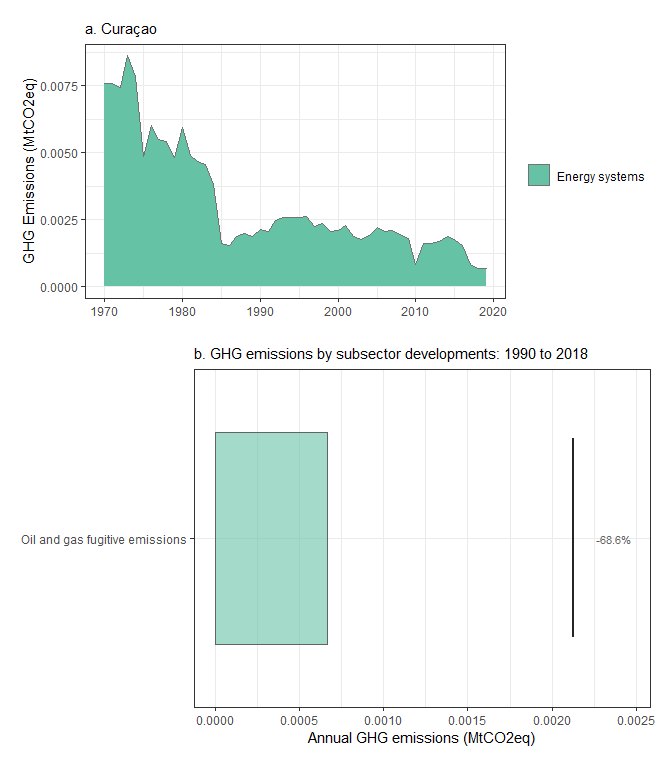 a. Curaçao
GHG Emissions (MtCO2eq)
0.0075
0.0050
0.0025
0.0000
1970 1980 1990 2000 2010 2020
Energy systems
b. GHG emissions by subsector developments: 1990 to 2018
Oil and gas fugitive emissions
-68.6%
0.0000 0.0005 0.0010 0.0015 0.0020 0.0025
Annual GHG emissions (MtCO2eq)